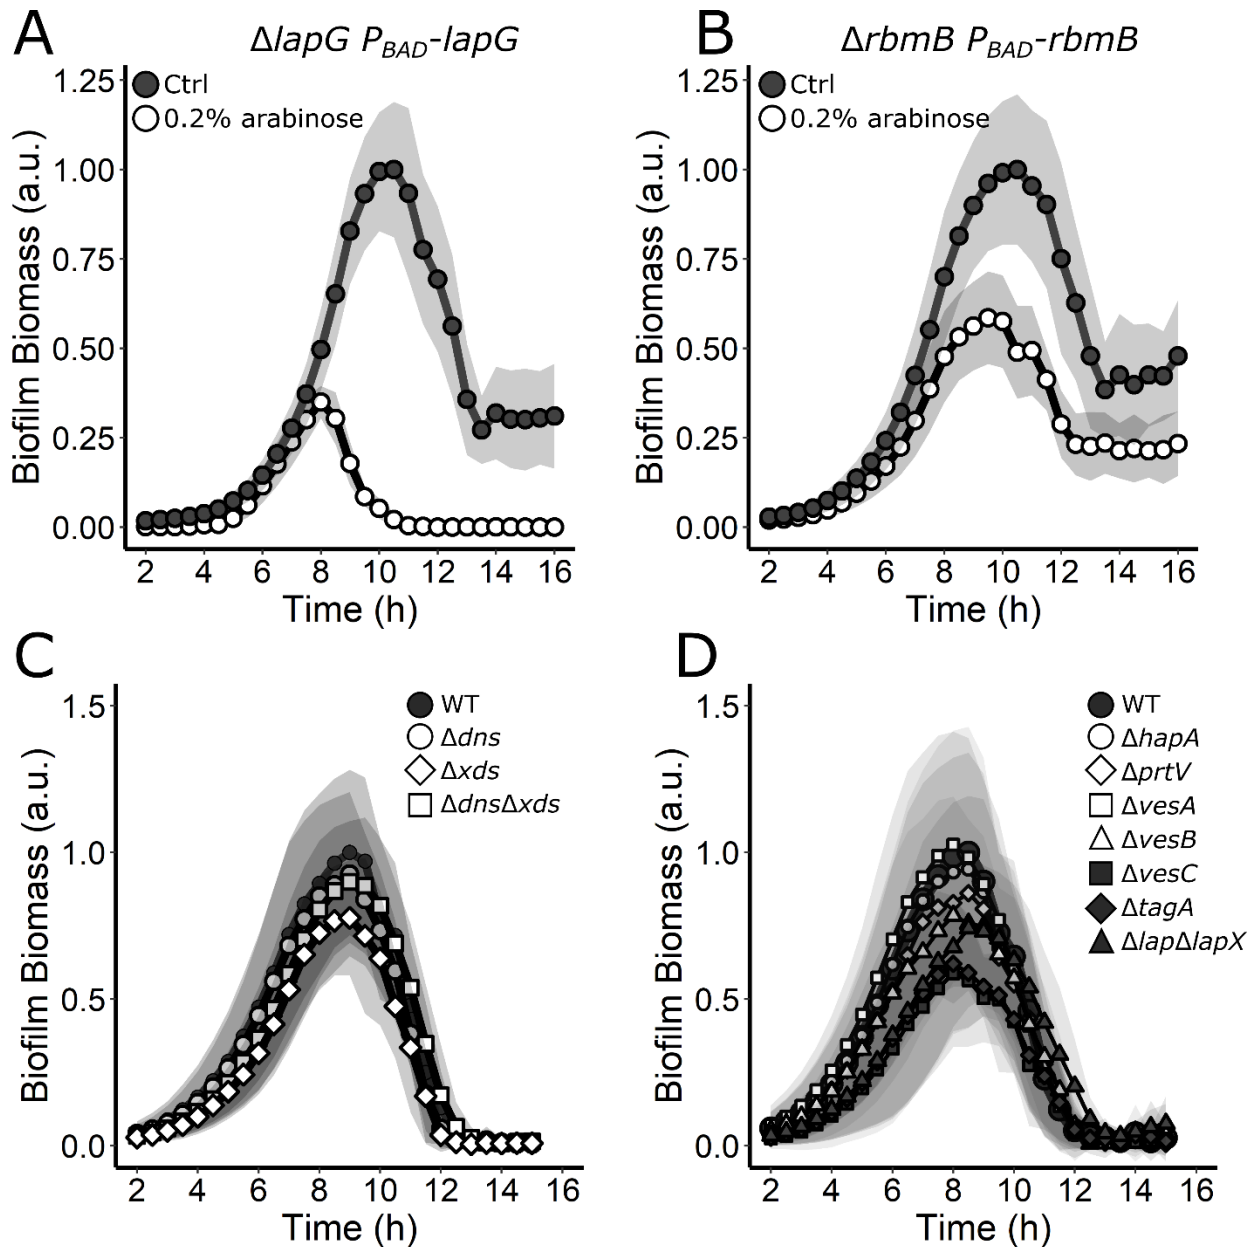 A
ΔlapG PBAD-lapG
Ctrl
0.2% arabinose
1.25
1.00
0.75
0.50
0.25
0.00
Biofilm Biomass (a.u.)
2 4 6 8 10 12 14 16
Time (h)
B
ΔrbmB PBAD-rbmB
Ctrl
0.2% arabinose
1.25
1.00
0.75
0.50
0.25
0.00
Biofilm Biomass (a.u.)
2 4 6 8 10 12 14 16
Time (h)
C
WT
Δdns
Δxds
ΔdnsΔxds
1.5
1.0
0.5
0.0
Biofilm Biomass (a.u.)
2 4 6 8 10 12 14 16
Time (h)
D
WT
ΔhapA
ΔprtV
ΔvesA
ΔvesB
ΔvesC
ΔtagA
ΔlapΔlapX
1.5
1.0
0.5
0.0
Biofilm Biomass (a.u.)
2 4 6 8 10 12 14 16
Time (h)